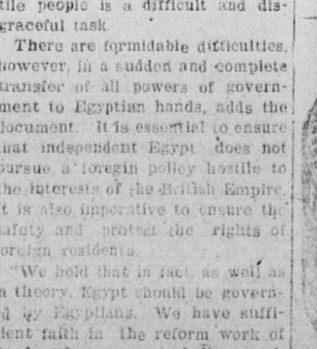 tile people is a difficult and dis-
graceful task.
There are formidable difficulties,
however, in a sudden and complete
transfer of all powers of govern-
ment to Egyptian hands, adds the
document. It is essential to ensure
that independent Egypt does not
pursue a foregin policy hostile to
the interests of the British Empire.
It is also imperative to ensure the
safety and protect the rights of
foreign residents.
"We hold that in fact, as well as
in theory, Egypt should be govern-
ed by Egyptians. We have suffi-
cient faith in the reform work of